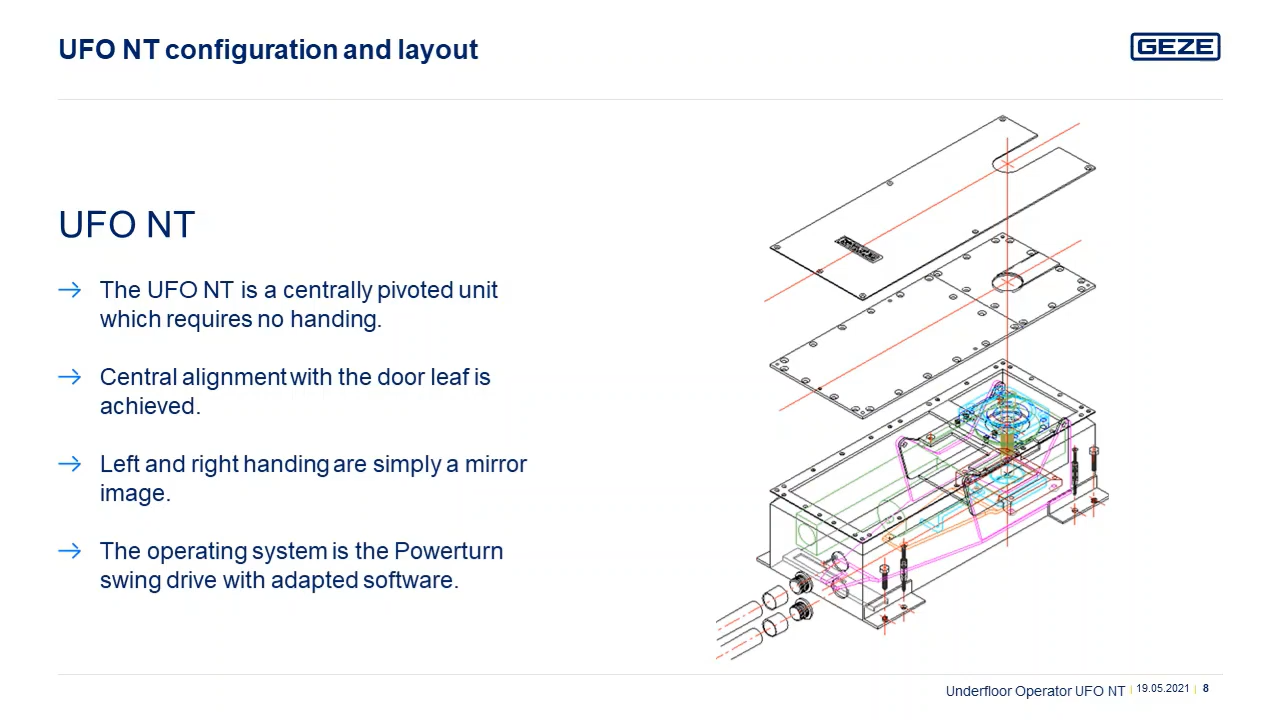 UFO NT configuration and layout
GEZE
UFO NT
The UFO NT is a centrally pivoted unit
which requires no handing.
Central alignment with the door leaf is
achieved.
Left and right handing are simply a mirror
image.
The operating system is the Powerturn
swing drive with adapted software.
Underfloor Operator UFO NT | 19.05.2021 | 8